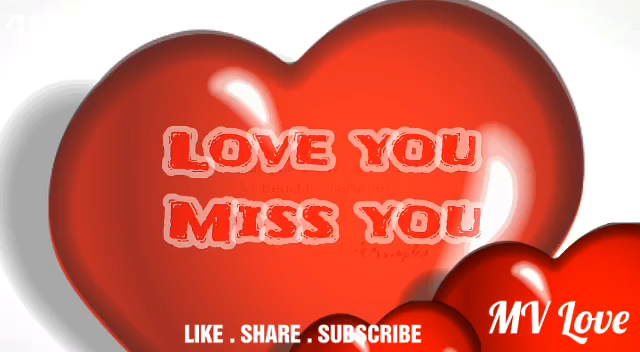 LOVE YOU
MISS YOU
MV Love
LIKE . SHARE . SUBSCRIBE